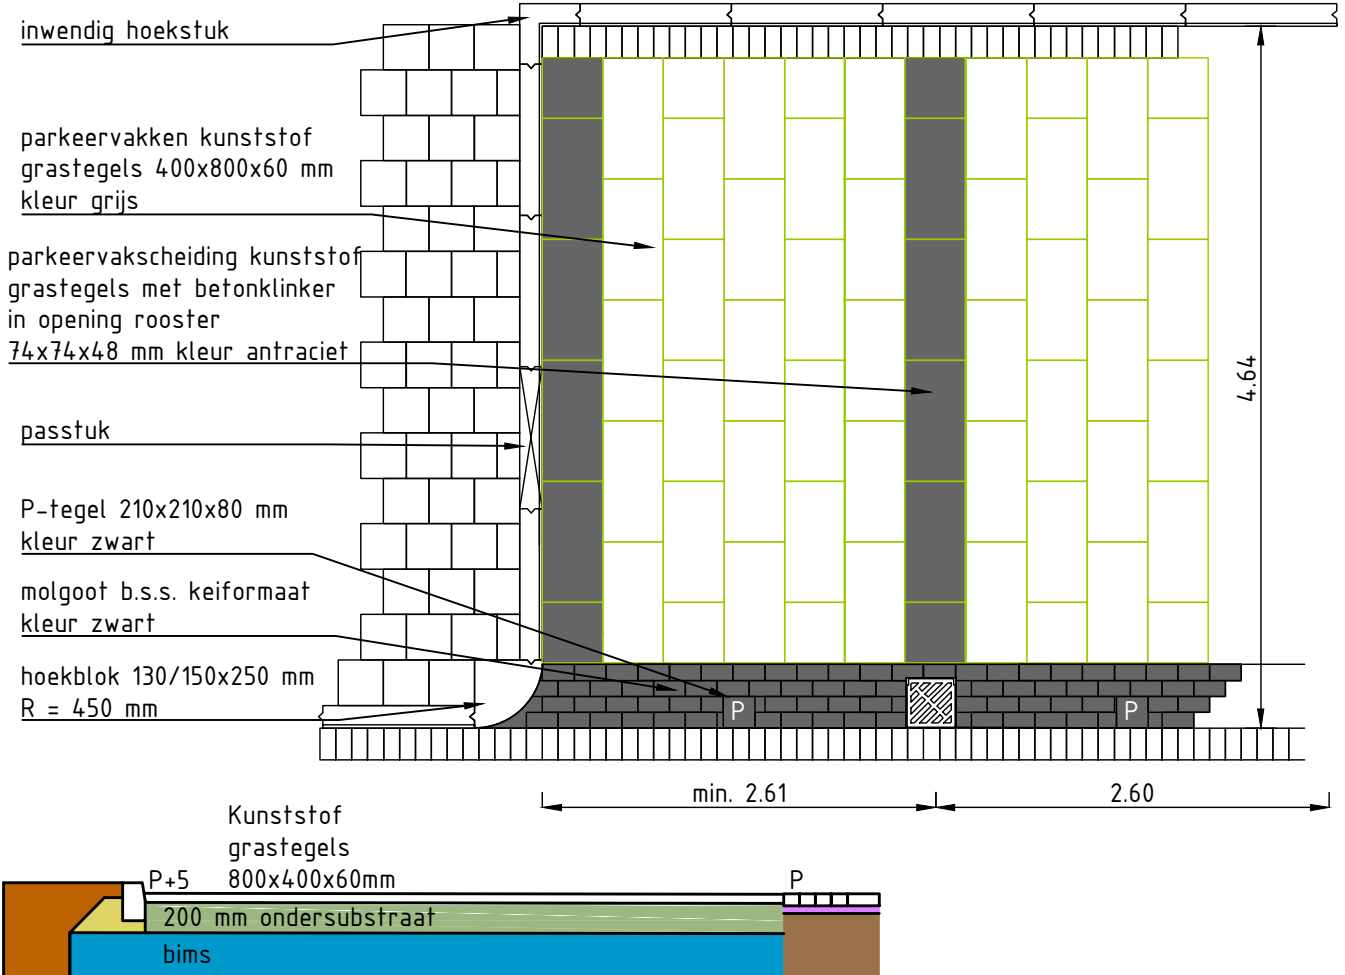 inwendig hoekstuk
parkeervakken kunststof
grastegels 400x800x60 mm
kleur grijs
parkeervakscheiding kunststof
grastegels met betonklinker
in opening rooster
74x74x48 mm kleur antraciet
passtuk
P-tegel 210x210x80 mm
kleur zwart
molgoot b.s.s. keiformaat
kleur zwart
hoekblok 130/150x250 mm
R = 450 mm
4.64
P
P
min. 2.61
2.60
Kunststof
grastegels
800x400x60mm
P+5
P
200 mm ondersubstraat
bims